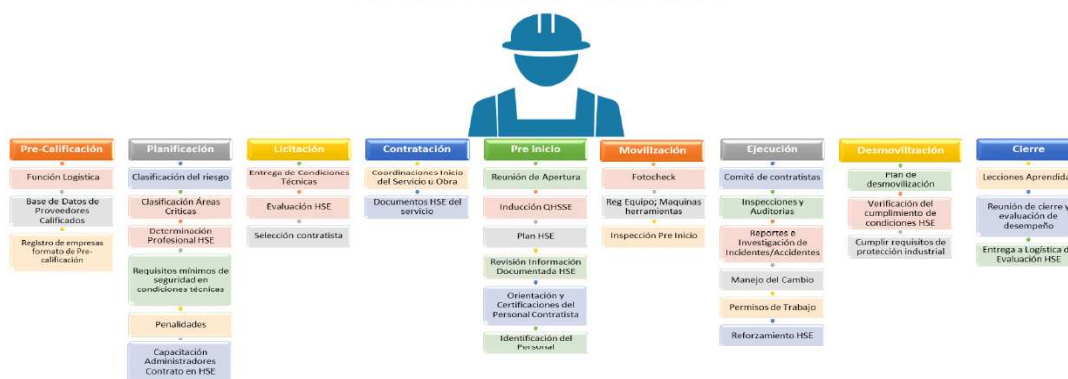 Pre-Calificación
Función Logística
Base de Datos de
Proveedores
Calificados
Registro de empresas
formato de Pre-
calificación
Planificación
Clasificación del riesgo
Clasificación Áreas
Criticas
Determinación
Profesional HSE
Requisitos mínimos de
seguridad en
condiciones técnicas
Penalidades
Capacitación
Administradores
Contrato en HSE
Licitación
Entrega de Condiciones
Técnicas
Evaluación HSE
Selección contratista
Contratación
Coordinaciones Inicio
del Servicio u Obra
Documentos HSE del
servicio
Pre inicio
Reunión de Apertura
Inducción QHSSE
Plan HSE
Revisión Información
Documentada HSE
Orientación y
Certificaciones del
Personal Contratista
Identificación del
Personal
Movilización
Fotocheck
Reg Equipo; Maquinas
herramientas
Inspección Pre Inicio
Ejecución
Comité de contratistas
Inspecciones y
Auditorias
Reportes e
Investigación de
Incidentes/Accidentes
Manejo del Cambio
Permisos de Trabajo
Reforzamiento HSE
Desmovilización
Plan de
desmovilización
Verificación del
cumplimiento de
condiciones HSE
Cumplir requisitos de
protección industrial
Cierre
Lecciones Aprendida
Reunión de cierre y
evaluación de
desempeño
Entrega a Logística d
Evaluación HSE